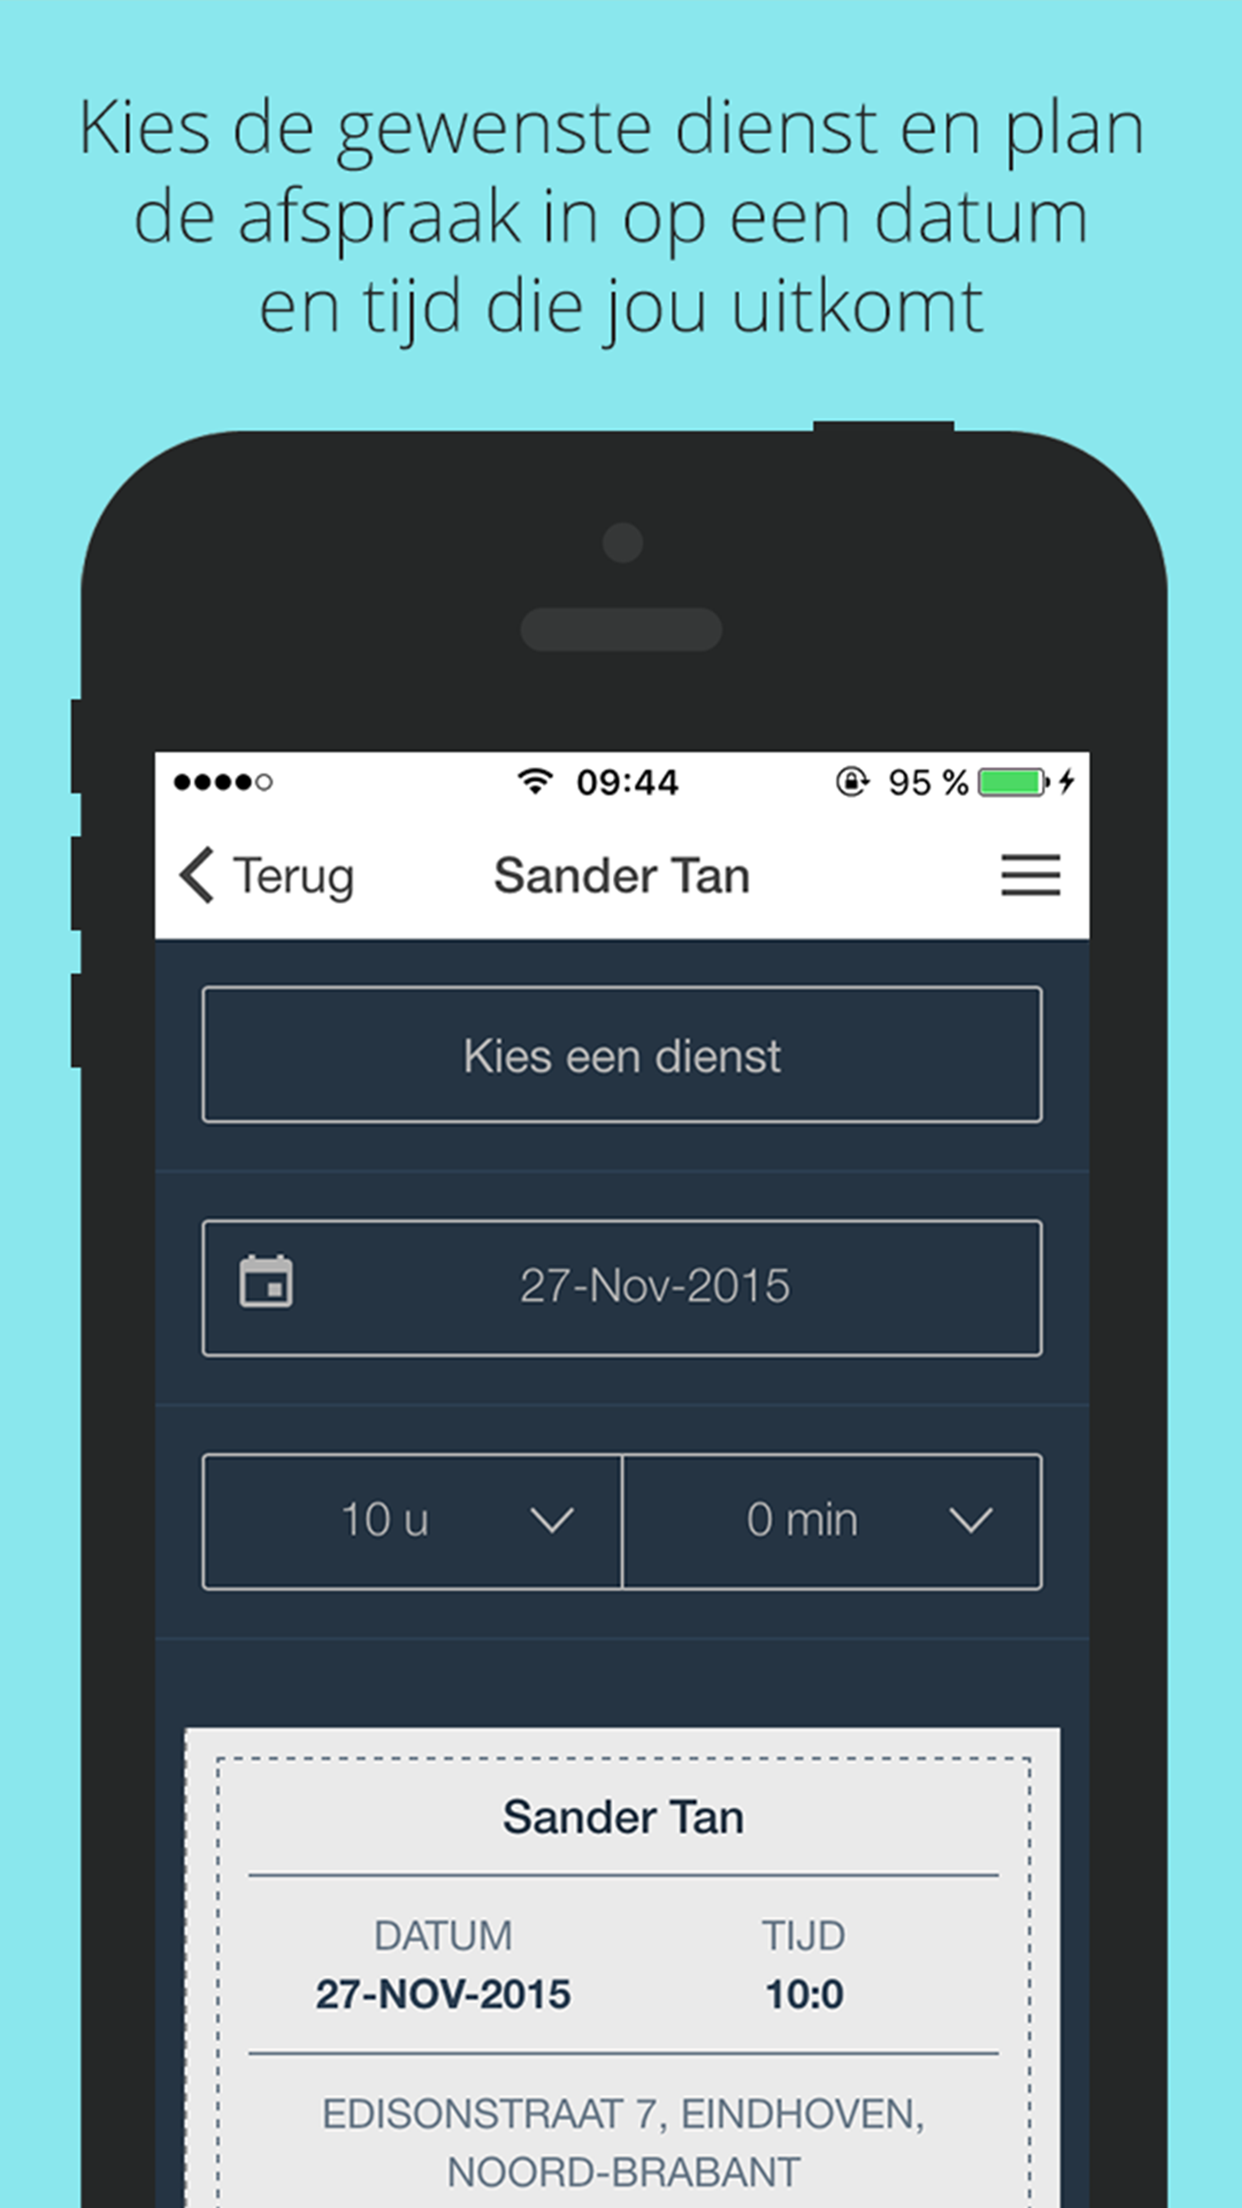 Kies de gewenste dienst en plan
de afspraak in op een datum
en tijd die jou uitkomt
09:44 95 %
Terug Sander Tan
Kies een dienst
27-Nov-2015
10 u 0 min
Sander Tan
DATUM TIJD
27-NOV-2015 10:0
EDISONSTRAAT 7, EINDHOVEN,
NOORD-BRABANT